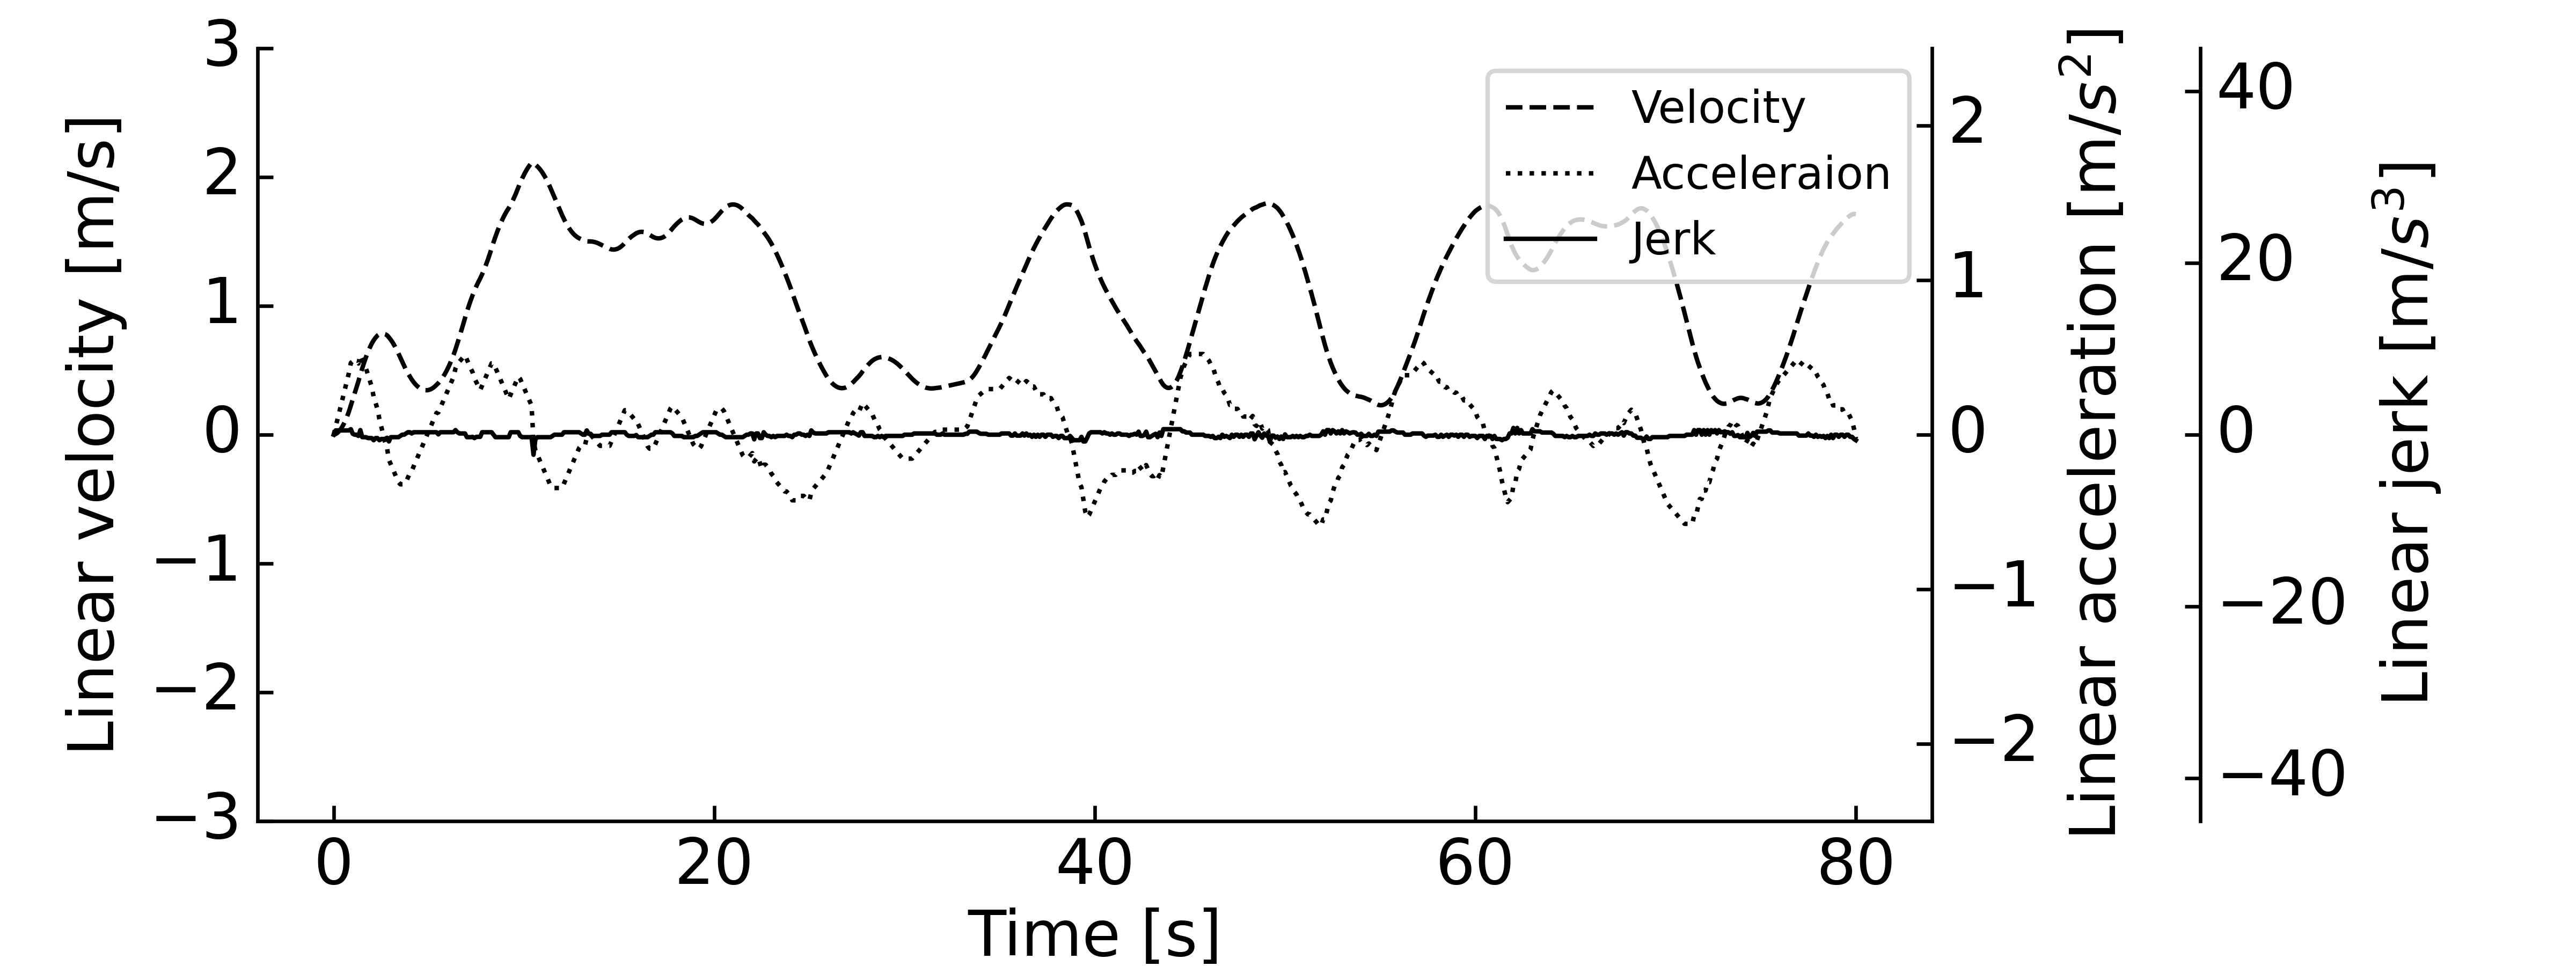 Linear velocity [m/s]
3
2
1
0
−1
−2
−3
0 20 40 60 80
Time [s]
Velocity
Acceleraion
Jerk
2
1
0
−1
−2
Linear acceleration [m/s²]
40
20
0
−20
−40
Linear jerk [m/s³]